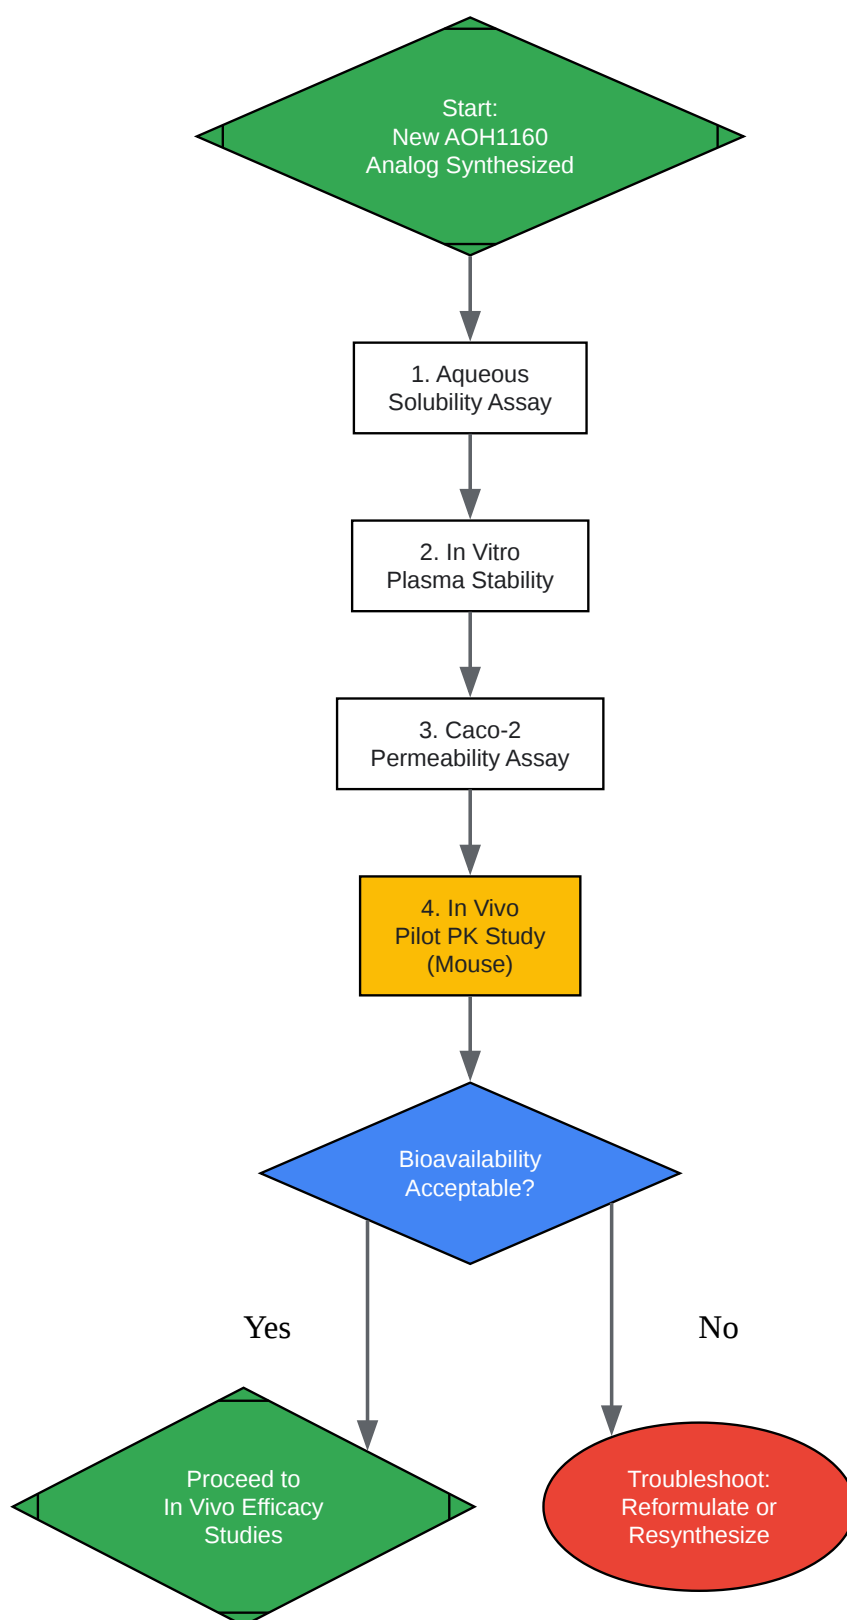 Start:
New AOH1160
Analog Synthesized
1. Aqueous
Solubility Assay
2. In Vitro
Plasma Stability
3. Caco-2
Permeability Assay
4. In Vivo
Pilot PK Study
(Mouse)
Bioavailability
Acceptable?
Yes
No
Proceed to
In Vivo Efficacy
Studies
Troubleshoot:
Reformulate or
Resynthesize